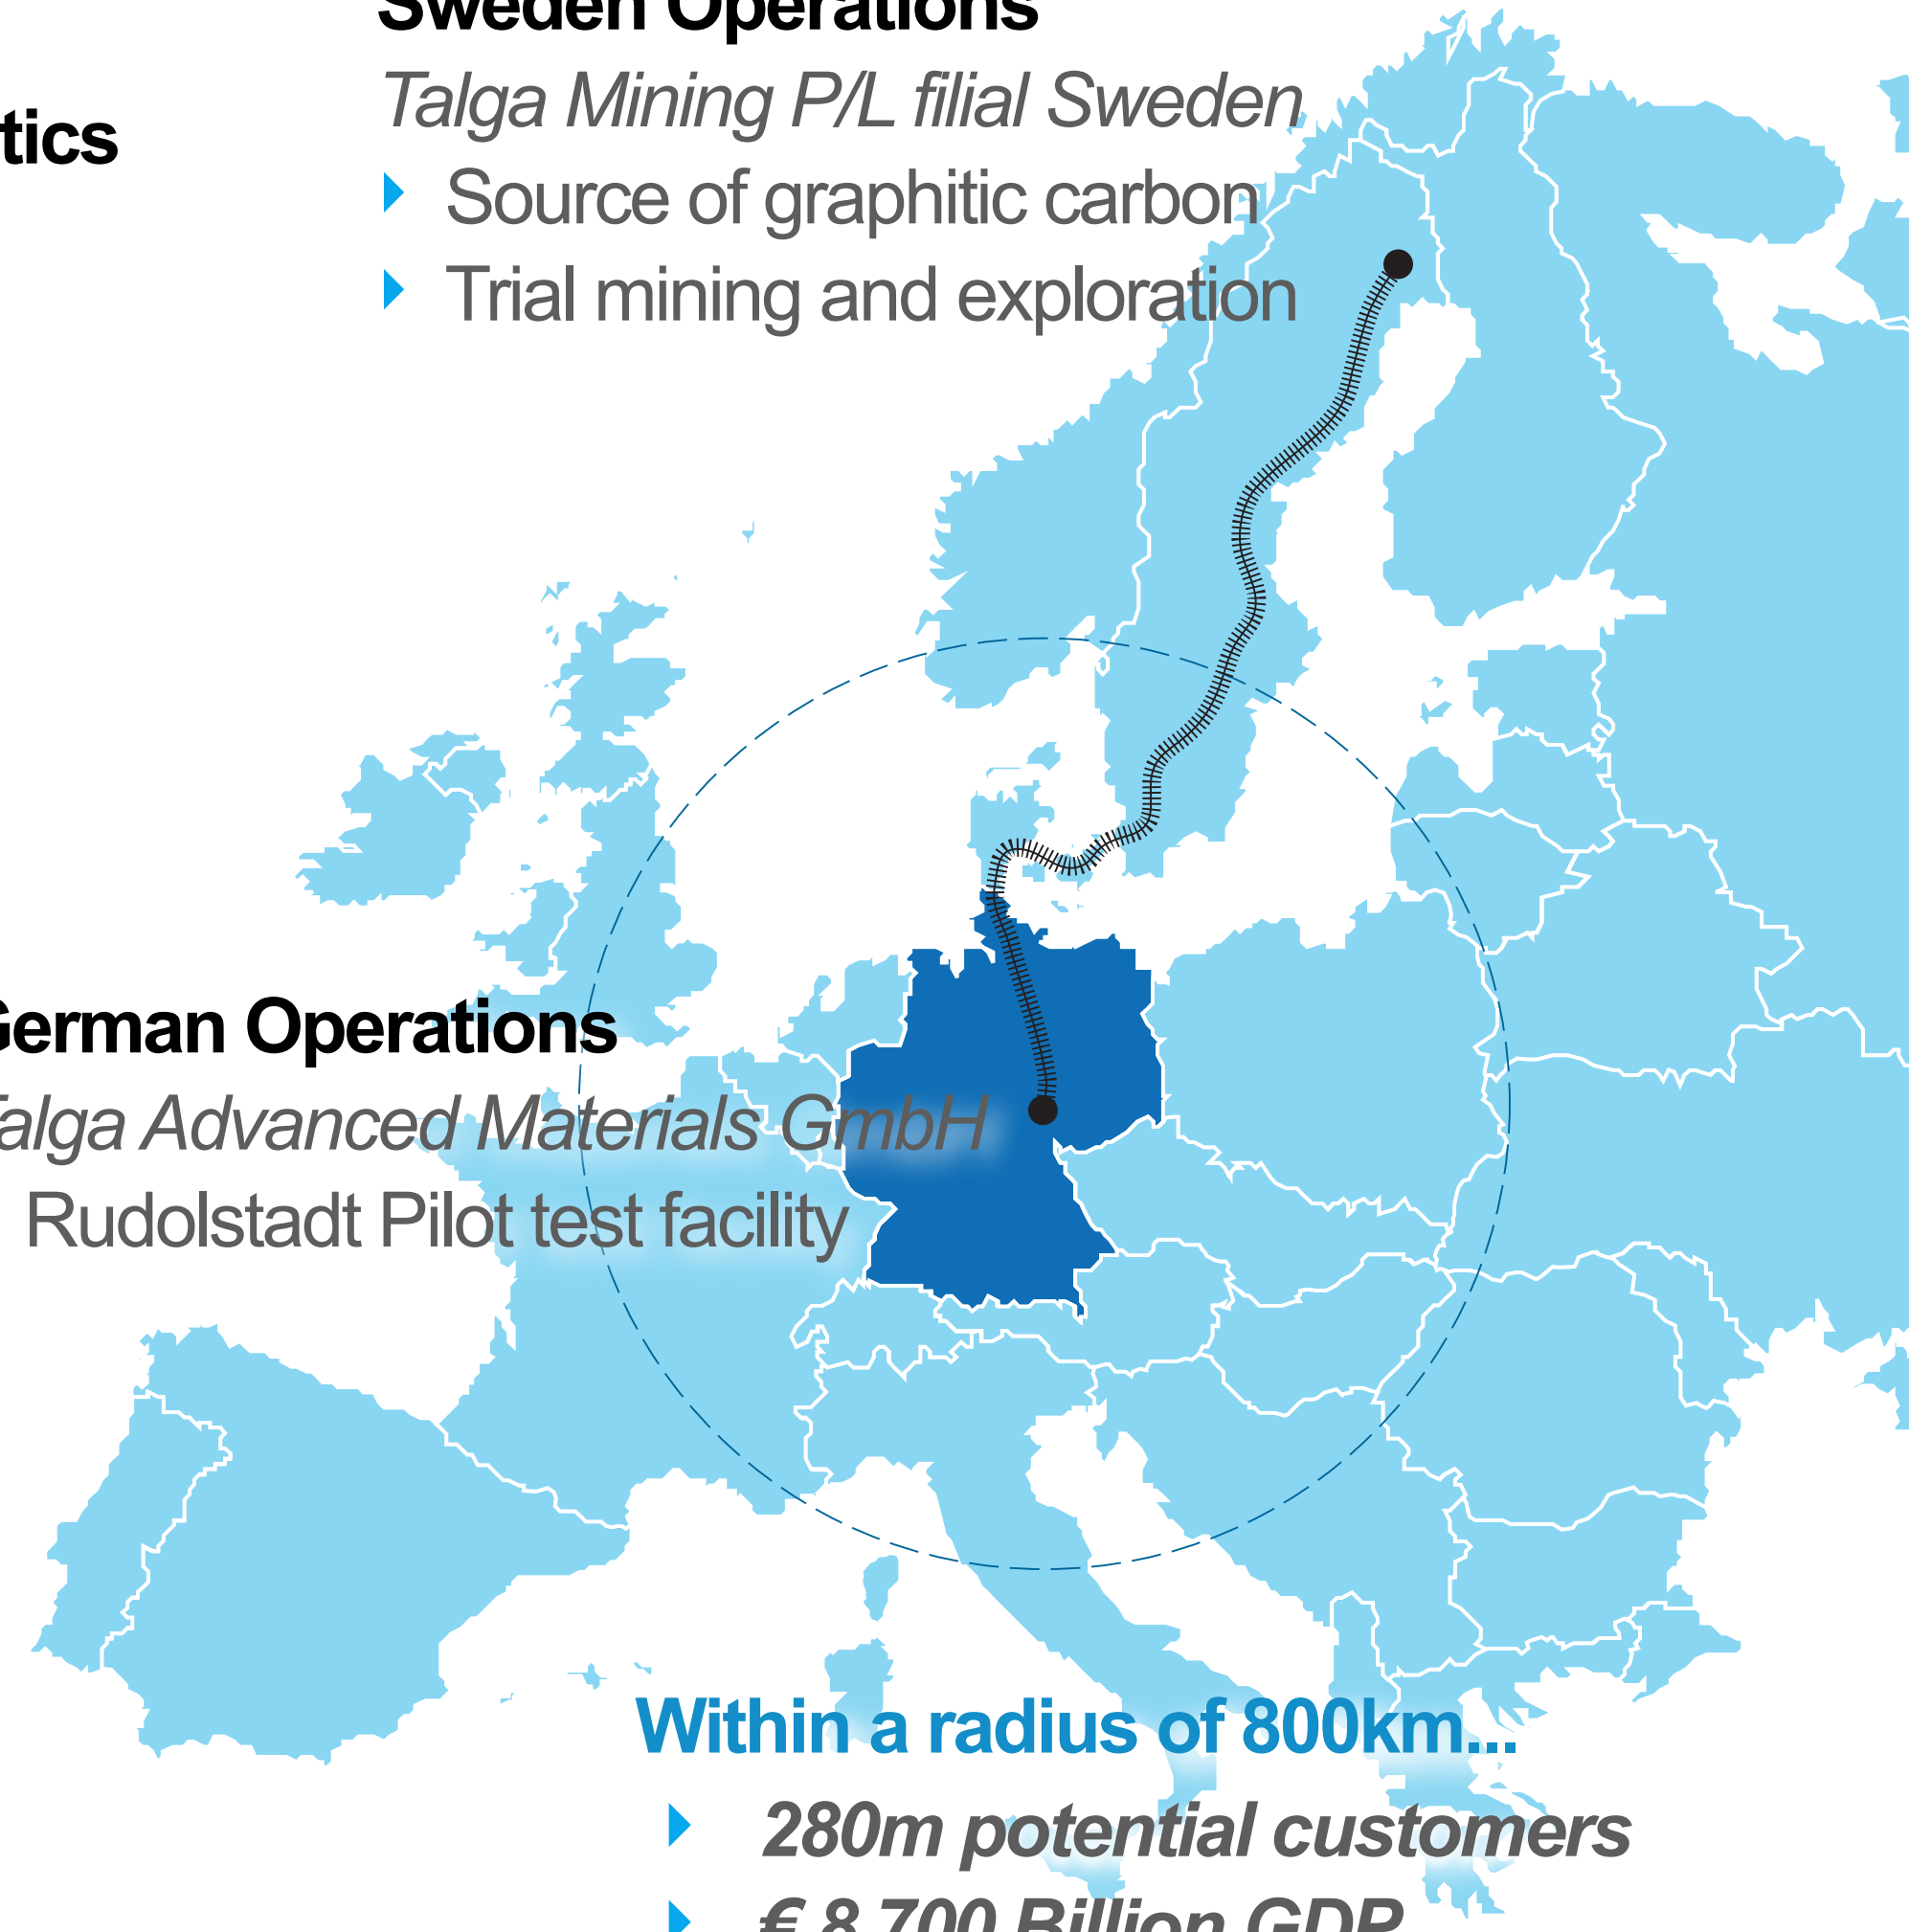 Sweden Operations
Talga Mining P/L filial Sweden
tics
Source of graphitic carbon
Trial mining and exploration
German Operations
alga Advanced Materials GmbH
Rudolstadt Pilot test facility
Within a radius of 800km...
280m potential customers
€ 8,700 Billion GDP